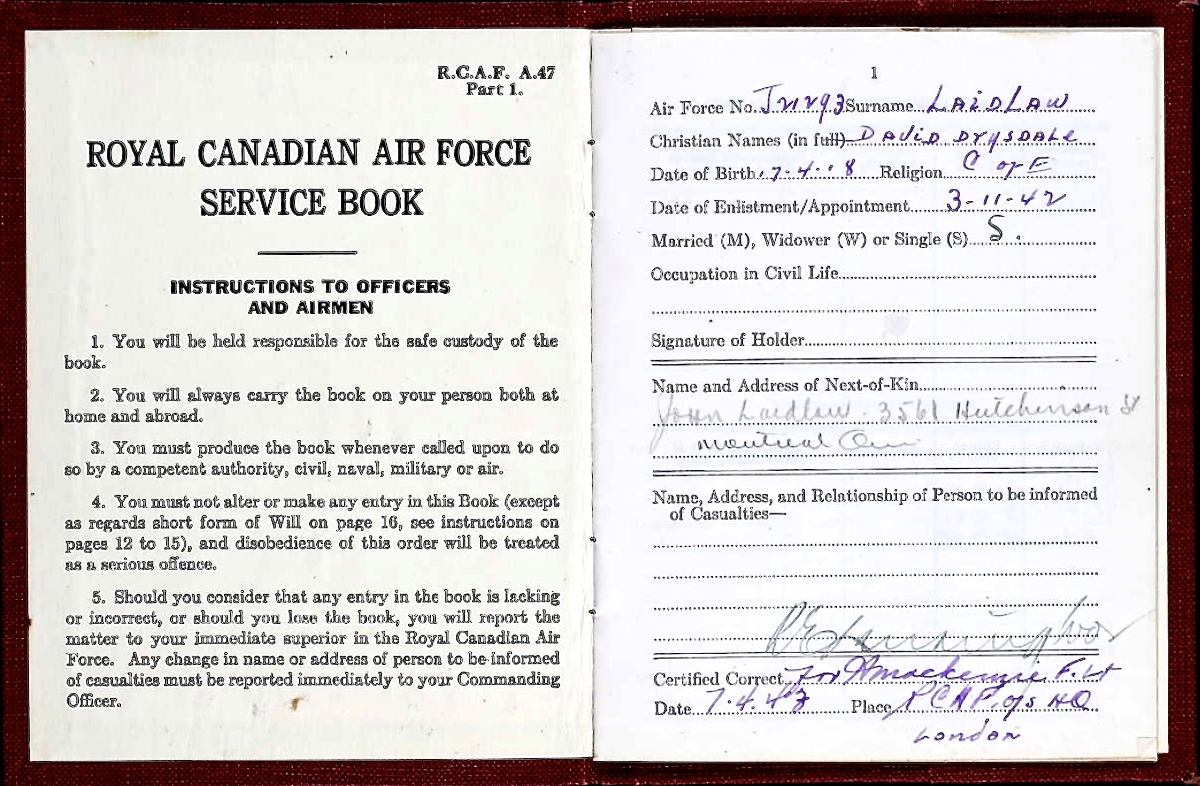 R.C.A.F. A.47
Part 1.
ROYAL CANADIAN AIR FORCE
SERVICE BOOK
INSTRUCTIONS TO OFFICERS
AND AIRMEN
1. You will be held responsible for the safe custody of the
book.
2. You will always carry the book on your person both at
home and abroad.
3. You must produce the book whenever called upon to do
so by a competent authority, civil, naval, military or air.
4. You must not alter or make any entry in this Book (except
as regards short form of Will on page 16, see instructions on
pages 12 to 15), and disobedience of this order will be treated
as a serious offence.
5. Should you consider that any entry in the book is lacking
or incorrect, or should you lose the book, you will report the
matter to your immediate superior in the Royal Canadian Air
Force. Any change in name or address of person to be informed
of casualties must be reported immediately to your Commanding
Officer.
1
Air Force No. J21293 Surname LAIDLAW
Christian Names (in full) DAVID DRYSDALE
Date of Birth 7-4-18 Religion C of E
Date of Enlistment/Appointment 3-11-42
Married (M), Widower (W) or Single (S) S.
Occupation in Civil Life
Signature of Holder
Name and Address of Next-of-Kin
John Laidlaw - 3561 Hutchinson St
Montreal Que
Name, Address, and Relationship of Person to be informed
of Casualties—
Certified Correct for Mackenzie F. Lt
Date 7.4.43 Place RCAF. o/s HQ
London